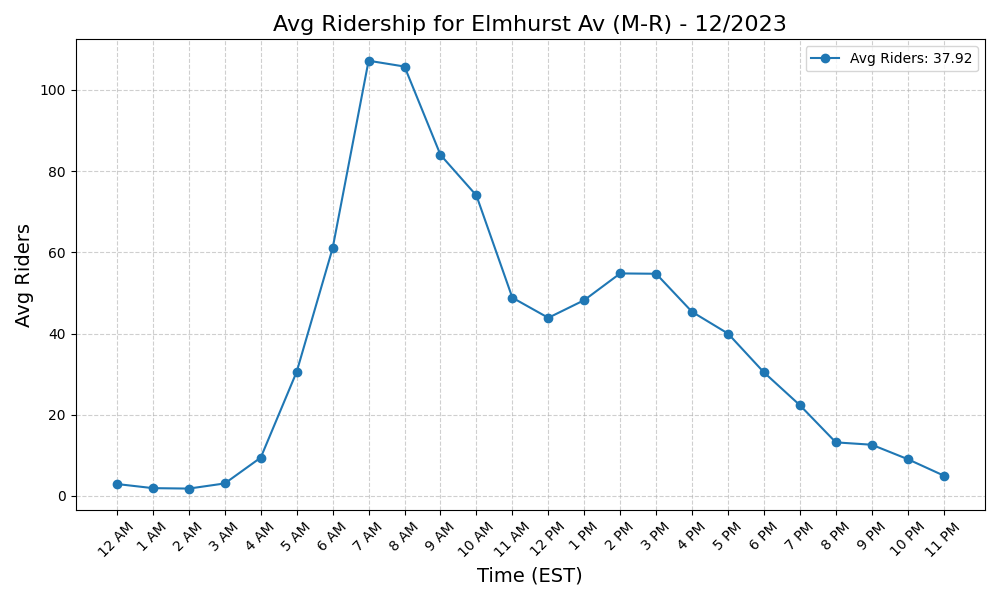 Avg Ridership for Elmhurst Av (M-R) - 12/2023
Avg Riders: 37.92
Avg Riders
100
80
60
40
20
0
12 AM
1 AM
2 AM
3 AM
4 AM
5 AM
6 AM
7 AM
8 AM
9 AM
10 AM
11 AM
12 PM
1 PM
2 PM
3 PM
4 PM
5 PM
6 PM
7 PM
8 PM
9 PM
10 PM
11 PM
Time (EST)